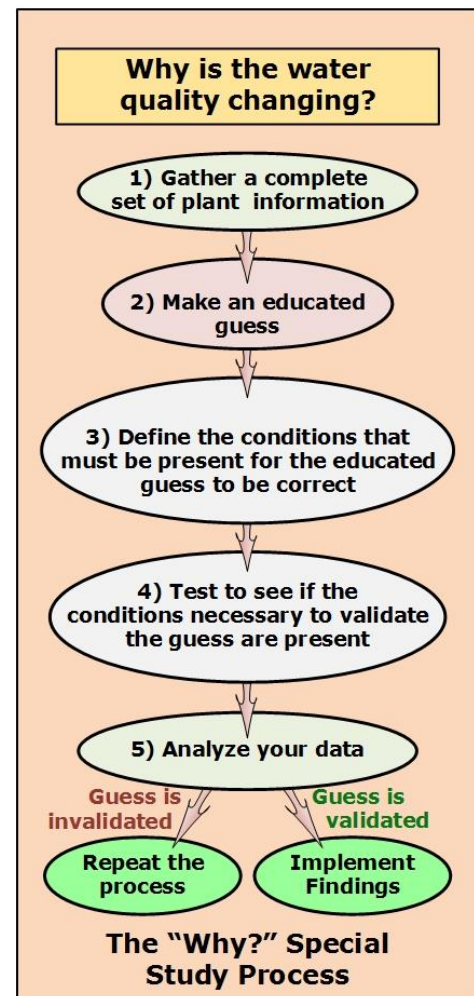 Why is the water
quality changing?
1) Gather a complete
set of plant information
2) Make an educated
guess
3) Define the conditions that
must be present for the educated
guess to be correct
4) Test to see if the
conditions necessary to validate
the guess are present
5) Analyze your data
Guess is
invalidated
Guess is
validated
Repeat the
process
Implement
Findings
The “Why?” Special
Study Process